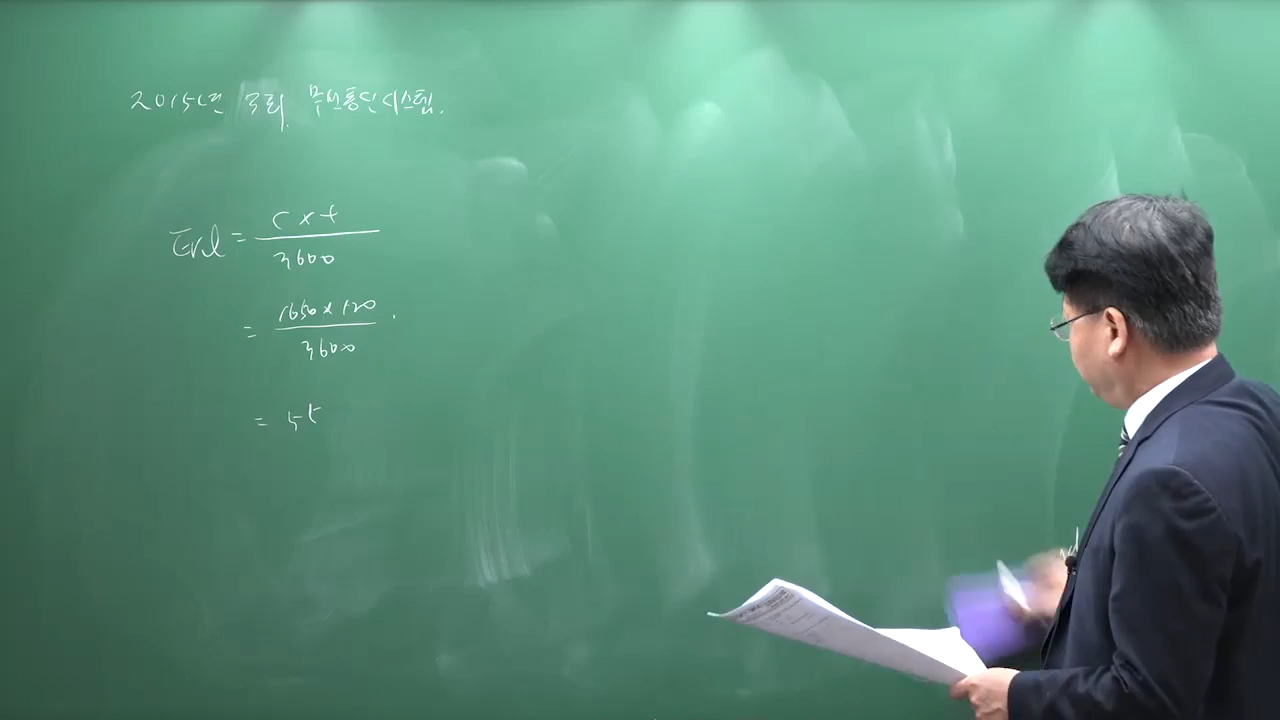 2015년 3회. 무선통신시스템.
Erl = c × t / 3600
= 1650 × 120 / 3600 .
= 55